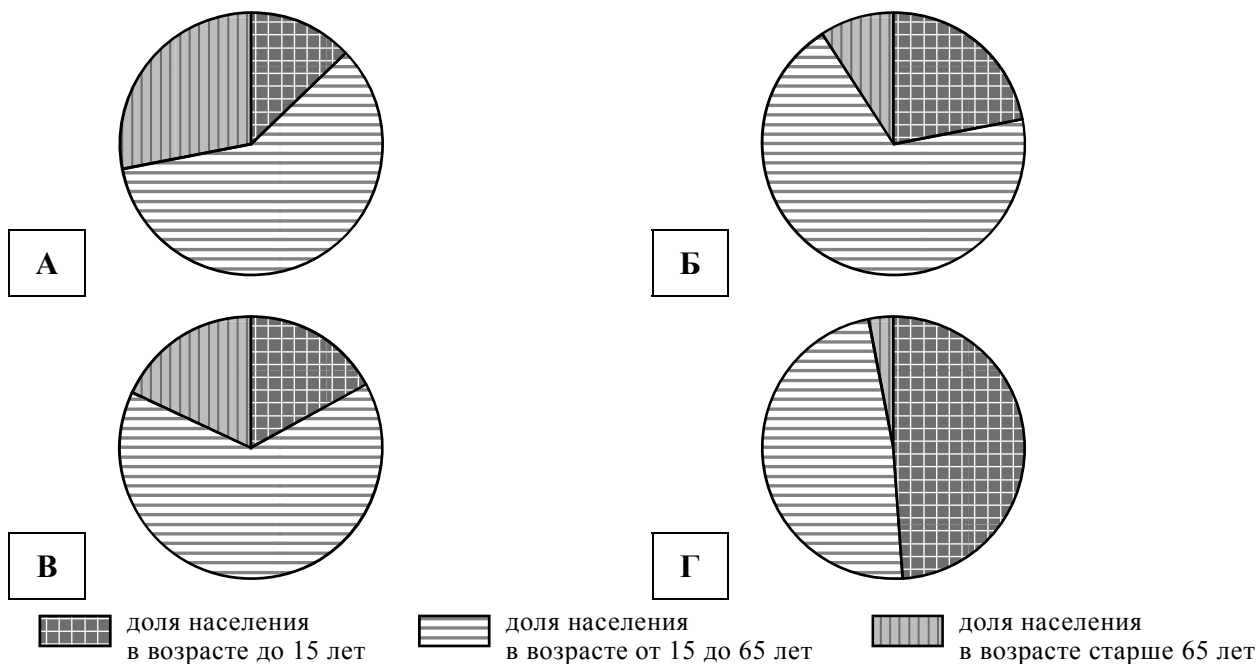 А
Б
В
Г
доля населения
в возрасте до 15 лет
доля населения
в возрасте от 15 до 65 лет
доля населения
в возрасте старше 65 лет